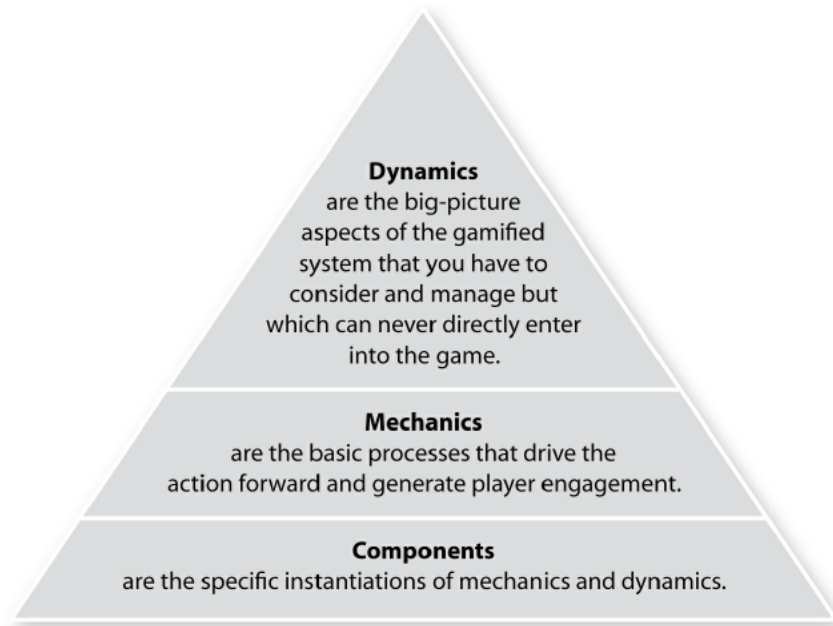 Dynamics
are the big-picture
aspects of the gamified
system that you have to
consider and manage but
which can never directly enter
into the game.
Mechanics
are the basic processes that drive the
action forward and generate player engagement.
Components
are the specific instantiations of mechanics and dynamics.